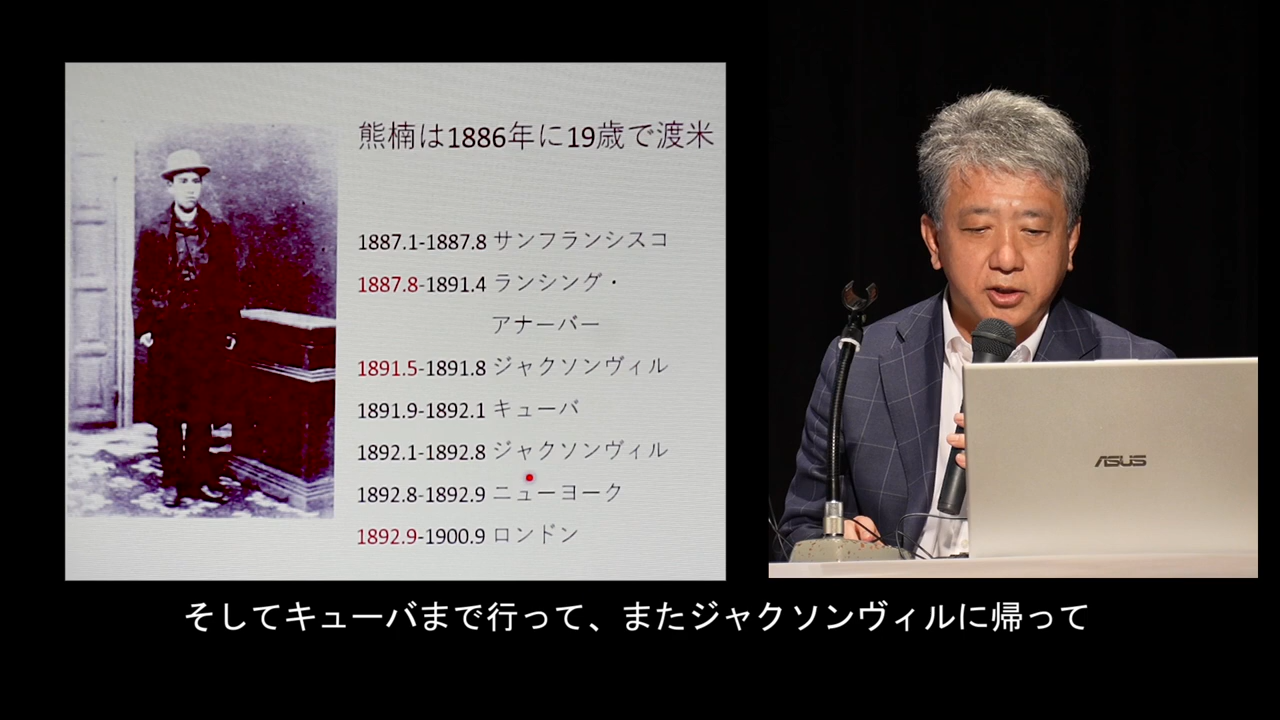 熊楠は1886年に19歳で渡米
1887.1-1887.8 サンフランシスコ
1887.8-1891.4 ランシング・
アナーバー
1891.5-1891.8 ジャクソンヴィル
1891.9-1892.1 キューバ
1892.1-1892.8 ジャクソンヴィル
1892.8-1892.9 ニューヨーク
1892.9-1900.9 ロンドン
ASUS
そしてキューバまで行って、またジャクソンヴィルに帰って